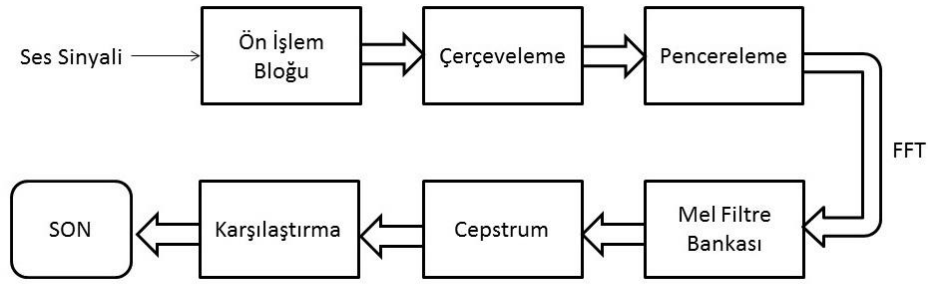 Ses Sinyali
Ön İşlem
Bloğu
Çerçeveleme
Pencereleme
FFT
Mel Filtre
Bankası
Cepstrum
Karşılaştırma
SON